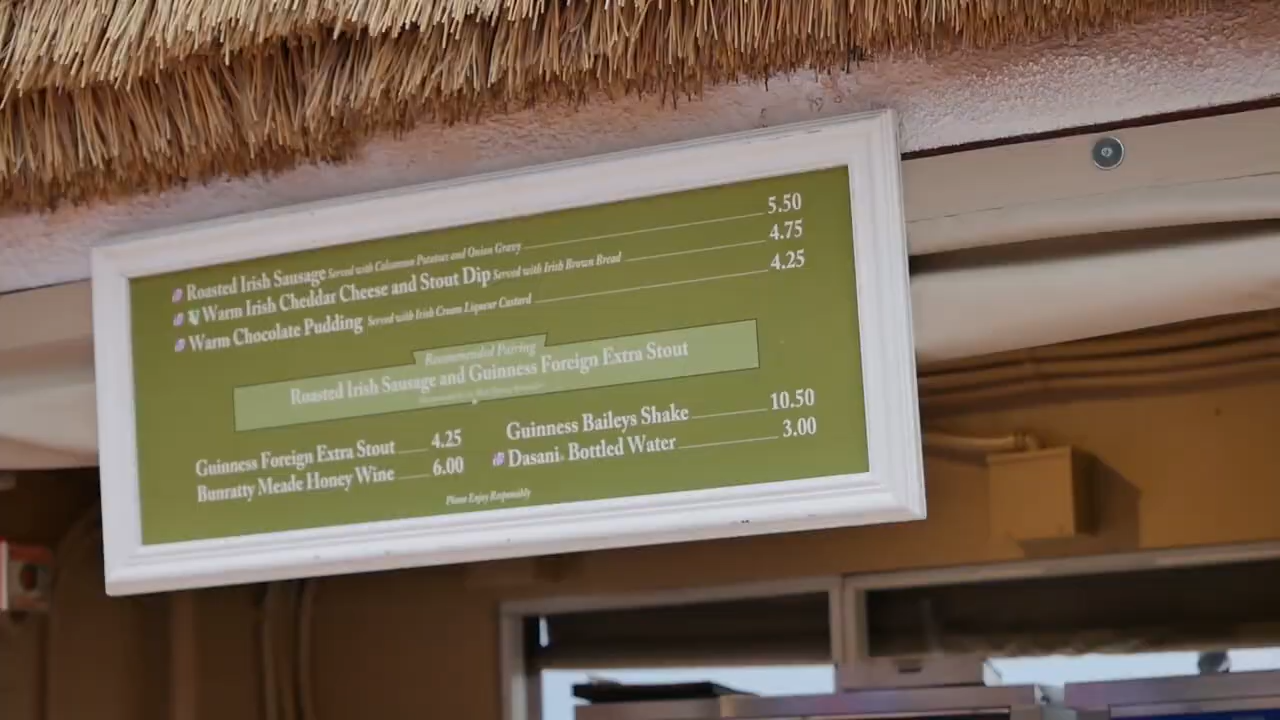 Roasted Irish Sausage Served with Colcannon Potatoes and Onion Gravy 5.50
Warm Irish Cheddar Cheese and Stout Dip Served with Irish Brown Bread 4.75
Warm Chocolate Pudding Served with Irish Cream Liqueur Custard 4.25
Recommended Pairing
Roasted Irish Sausage and Guinness Foreign Extra Stout
Guinness Foreign Extra Stout 4.25
Bunratty Meade Honey Wine 6.00
Guinness Baileys Shake 10.50
Dasani. Bottled Water 3.00
Please Enjoy Responsibly